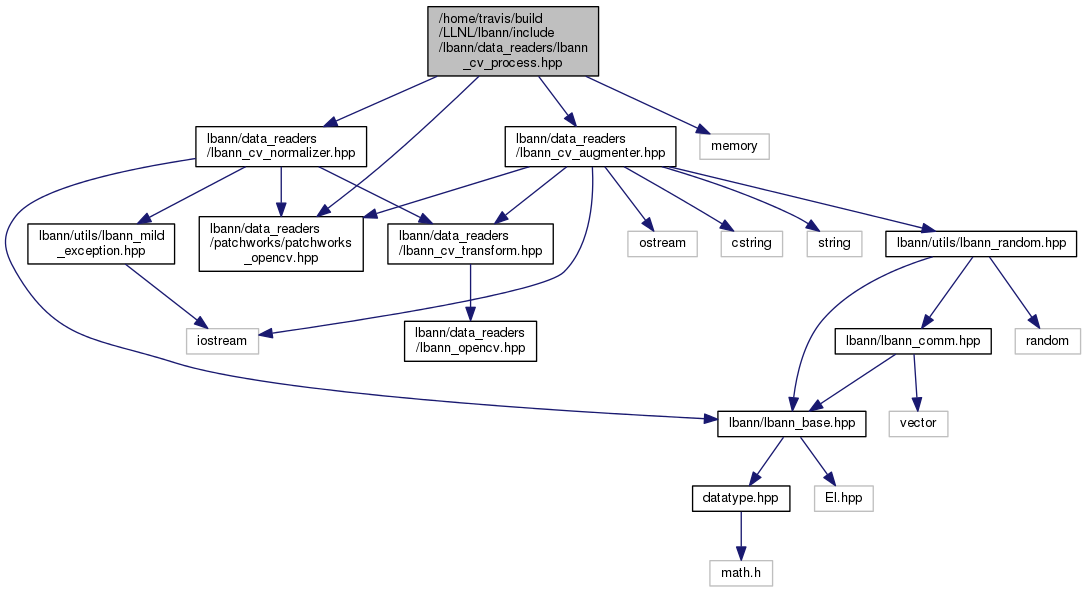 /home/travis/build
/LLNL/lbann/include
/lbann/data_readers/lbann
_cv_process.hpp
lbann/data_readers
/lbann_cv_normalizer.hpp
lbann/data_readers
/lbann_cv_augmenter.hpp
memory
lbann/utils/lbann_mild
_exception.hpp
lbann/data_readers
/patchworks/patchworks
_opencv.hpp
lbann/data_readers
/lbann_cv_transform.hpp
ostream
cstring
string
lbann/utils/lbann_random.hpp
iostream
lbann/data_readers
/lbann_opencv.hpp
lbann/lbann_comm.hpp
random
lbann/lbann_base.hpp
vector
datatype.hpp
El.hpp
math.h